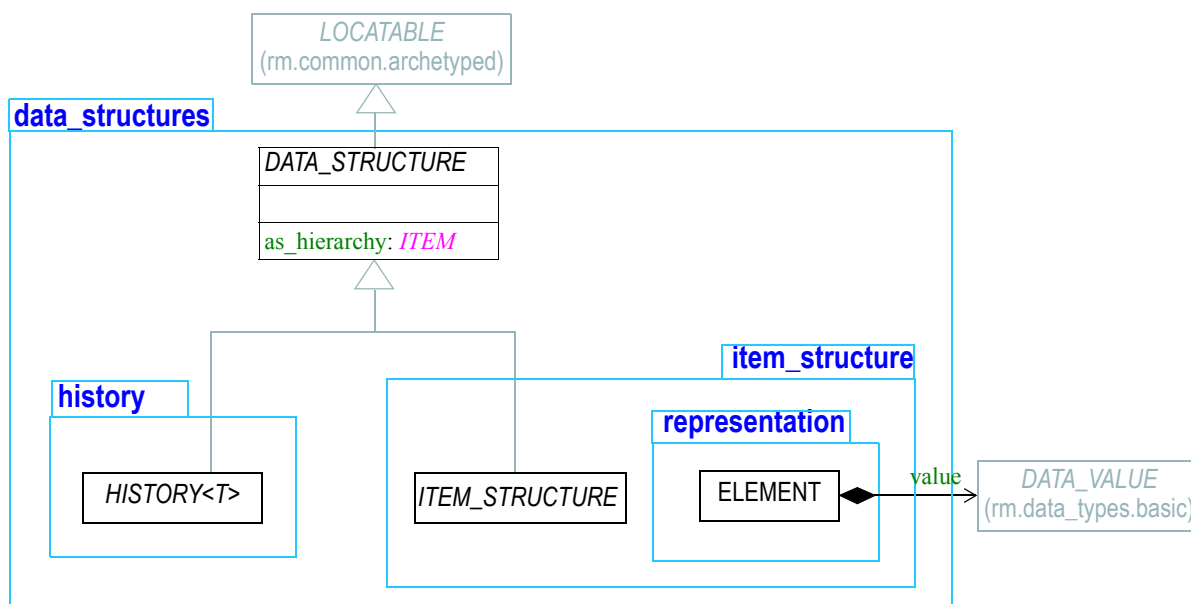 LOCATABLE
(rm.common.archetyped)
data_structures
DATA_STRUCTURE
as_hierarchy: ITEM
item_structure
history
representation
HISTORY<T>
ITEM_STRUCTURE
ELEMENT
value
DATA_VALUE
(rm.data_types.basic)